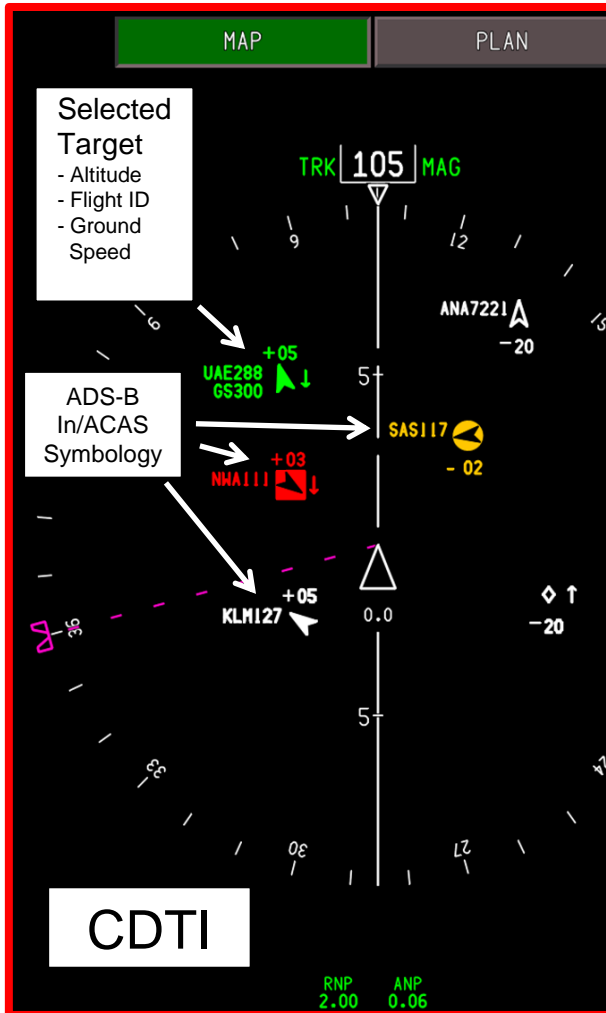 MAP
PLAN
Selected
Target
- Altitude
- Flight ID
- Ground
Speed
TRK 105 MAG
9
12
6
15
ANA7221
-20
+05
UAE288
GS300
5
ADS-B
In/ACAS
Symbology
SAS117
- 02
+03
NWA111
+05
KLM127
0.0
-20
36
5
33
24
30
27
CDTI
RNP
2.00
ANP
0.06